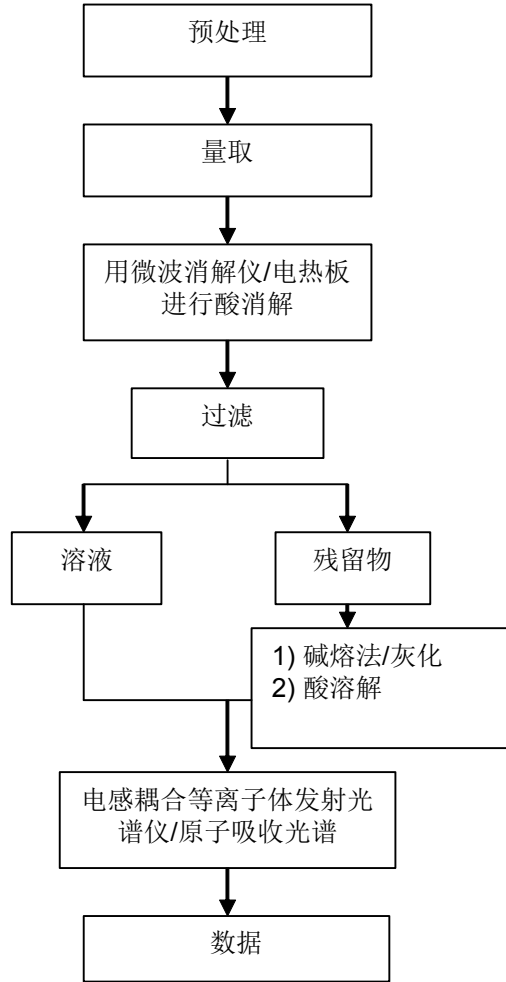 预处理
量取
用微波消解仪/电热板
进行酸消解
过滤
溶液
残留物
1) 碱熔法/灰化
2) 酸溶解
电感耦合等离子体发射光
谱仪/原子吸收光谱
数据